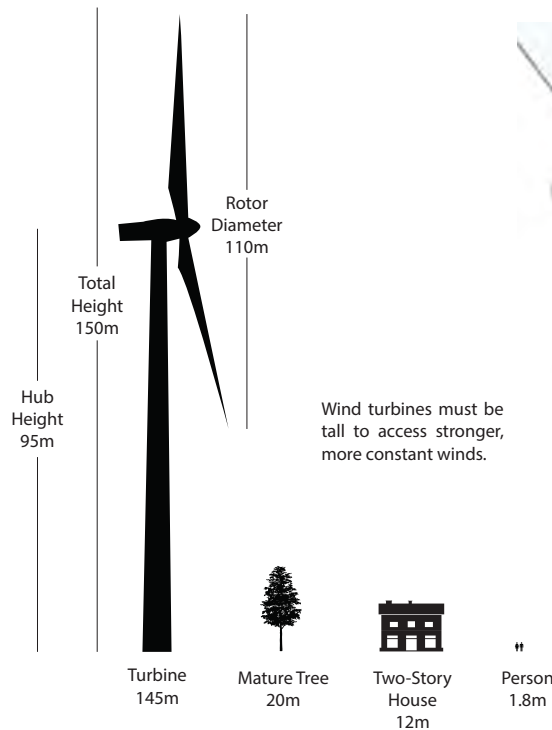 Rotor
Diameter
110m
Total
Height
150m
Hub
Height
95m
Wind turbines must be
tall to access stronger,
more constant winds.
Turbine
145m
Mature Tree
20m
Two-Story
House
12m
Person
1.8m